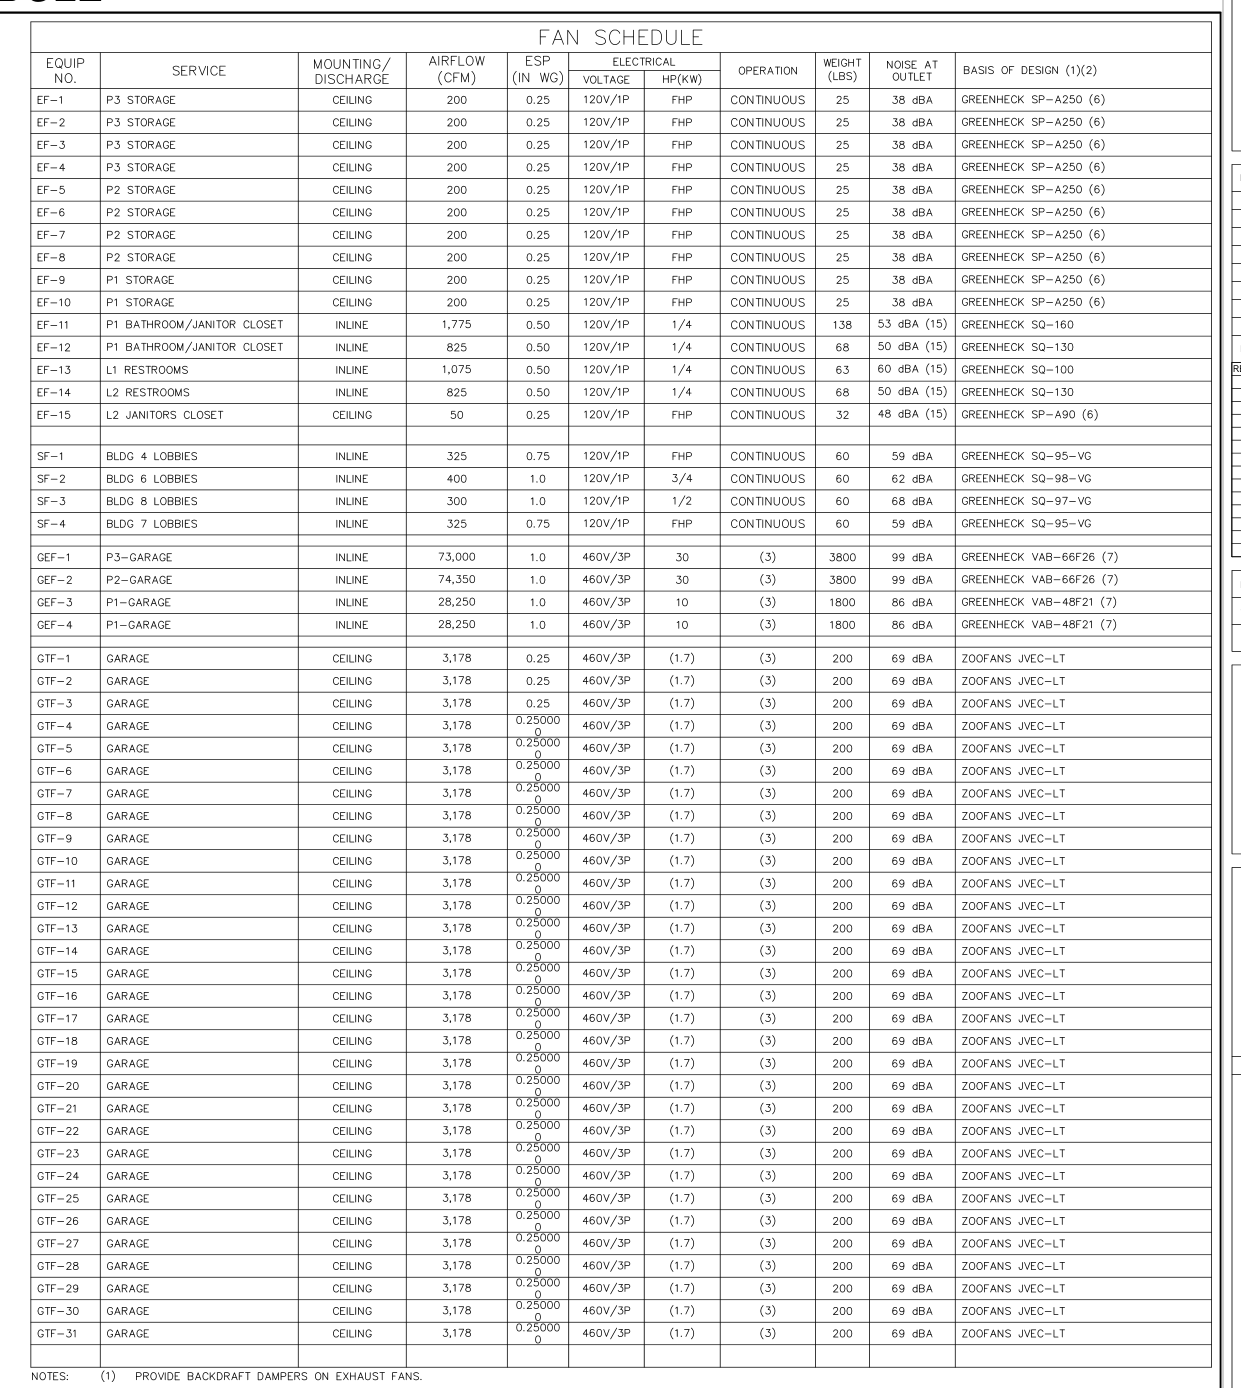 FAN SCHEDULE
EQUIP NO. SERVICE MOUNTING/ DISCHARGE AIRFLOW (CFM) ESP (IN WG) ELECTRICAL VOLTAGE HP(KW) OPERATION WEIGHT (LBS) NOISE AT OUTLET BASIS OF DESIGN (1)(2)
EF-1 P3 STORAGE CEILING 200 0.25 120V/1P FHP CONTINUOUS 25 38 dBA GREENHECK SP-A250 (6)
EF-2 P3 STORAGE CEILING 200 0.25 120V/1P FHP CONTINUOUS 25 38 dBA GREENHECK SP-A250 (6)
EF-3 P3 STORAGE CEILING 200 0.25 120V/1P FHP CONTINUOUS 25 38 dBA GREENHECK SP-A250 (6)
EF-4 P3 STORAGE CEILING 200 0.25 120V/1P FHP CONTINUOUS 25 38 dBA GREENHECK SP-A250 (6)
EF-5 P2 STORAGE CEILING 200 0.25 120V/1P FHP CONTINUOUS 25 38 dBA GREENHECK SP-A250 (6)
EF-6 P2 STORAGE CEILING 200 0.25 120V/1P FHP CONTINUOUS 25 38 dBA GREENHECK SP-A250 (6)
EF-7 P2 STORAGE CEILING 200 0.25 120V/1P FHP CONTINUOUS 25 38 dBA GREENHECK SP-A250 (6)
EF-8 P2 STORAGE CEILING 200 0.25 120V/1P FHP CONTINUOUS 25 38 dBA GREENHECK SP-A250 (6)
EF-9 P1 STORAGE CEILING 200 0.25 120V/1P FHP CONTINUOUS 25 38 dBA GREENHECK SP-A250 (6)
EF-10 P1 STORAGE CEILING 200 0.25 120V/1P FHP CONTINUOUS 25 38 dBA GREENHECK SP-A250 (6)
EF-11 P1 BATHROOM/JANITOR CLOSET INLINE 1,775 0.50 120V/1P 1/4 CONTINUOUS 138 53 dBA (15) GREENHECK SQ-160
EF-12 P1 BATHROOM/JANITOR CLOSET INLINE 825 0.50 120V/1P 1/4 CONTINUOUS 68 50 dBA (15) GREENHECK SQ-130
EF-13 L1 RESTROOMS INLINE 1,075 0.50 120V/1P 1/4 CONTINUOUS 63 60 dBA (15) GREENHECK SQ-100
EF-14 L2 RESTROOMS INLINE 825 0.50 120V/1P 1/4 CONTINUOUS 68 50 dBA (15) GREENHECK SQ-130
EF-15 L2 JANITORS CLOSET CEILING 50 0.25 120V/1P FHP CONTINUOUS 32 48 dBA (15) GREENHECK SP-A90 (6)
SF-1 BLDG 4 LOBBIES INLINE 325 0.75 120V/1P FHP CONTINUOUS 60 59 dBA GREENHECK SQ-95-VG
SF-2 BLDG 6 LOBBIES INLINE 400 1.0 120V/1P 3/4 CONTINUOUS 60 62 dBA GREENHECK SQ-98-VG
SF-3 BLDG 8 LOBBIES INLINE 300 1.0 120V/1P 1/2 CONTINUOUS 60 68 dBA GREENHECK SQ-97-VG
SF-4 BLDG 7 LOBBIES INLINE 325 0.75 120V/1P FHP CONTINUOUS 60 59 dBA GREENHECK SQ-95-VG
GEF-1 P3-GARAGE INLINE 73,000 1.0 460V/3P 30 (3) 3800 99 dBA GREENHECK VAB-66F26 (7)
GEF-2 P2-GARAGE INLINE 74,350 1.0 460V/3P 30 (3) 3800 99 dBA GREENHECK VAB-66F26 (7)
GEF-3 P1-GARAGE INLINE 28,250 1.0 460V/3P 10 (3) 1800 86 dBA GREENHECK VAB-48F21 (7)
GEF-4 P1-GARAGE INLINE 28,250 1.0 460V/3P 10 (3) 1800 86 dBA GREENHECK VAB-48F21 (7)
GTF-1 GARAGE CEILING 3,178 0.25 460V/3P (1.7) (3) 200 69 dBA ZOOFANS JVEC-LT
GTF-2 GARAGE CEILING 3,178 0.25 460V/3P (1.7) (3) 200 69 dBA ZOOFANS JVEC-LT
GTF-3 GARAGE CEILING 3,178 0.25 460V/3P (1.7) (3) 200 69 dBA ZOOFANS JVEC-LT
GTF-4 GARAGE CEILING 3,178 0.250000 460V/3P (1.7) (3) 200 69 dBA ZOOFANS JVEC-LT
GTF-5 GARAGE CEILING 3,178 0.250000 460V/3P (1.7) (3) 200 69 dBA ZOOFANS JVEC-LT
GTF-6 GARAGE CEILING 3,178 0.250000 460V/3P (1.7) (3) 200 69 dBA ZOOFANS JVEC-LT
GTF-7 GARAGE CEILING 3,178 0.250000 460V/3P (1.7) (3) 200 69 dBA ZOOFANS JVEC-LT
GTF-8 GARAGE CEILING 3,178 0.250000 460V/3P (1.7) (3) 200 69 dBA ZOOFANS JVEC-LT
GTF-9 GARAGE CEILING 3,178 0.250000 460V/3P (1.7) (3) 200 69 dBA ZOOFANS JVEC-LT
GTF-10 GARAGE CEILING 3,178 0.250000 460V/3P (1.7) (3) 200 69 dBA ZOOFANS JVEC-LT
GTF-11 GARAGE CEILING 3,178 0.250000 460V/3P (1.7) (3) 200 69 dBA ZOOFANS JVEC-LT
GTF-12 GARAGE CEILING 3,178 0.250000 460V/3P (1.7) (3) 200 69 dBA ZOOFANS JVEC-LT
GTF-13 GARAGE CEILING 3,178 0.250000 460V/3P (1.7) (3) 200 69 dBA ZOOFANS JVEC-LT
GTF-14 GARAGE CEILING 3,178 0.250000 460V/3P (1.7) (3) 200 69 dBA ZOOFANS JVEC-LT
GTF-15 GARAGE CEILING 3,178 0.250000 460V/3P (1.7) (3) 200 69 dBA ZOOFANS JVEC-LT
GTF-16 GARAGE CEILING 3,178 0.250000 460V/3P (1.7) (3) 200 69 dBA ZOOFANS JVEC-LT
GTF-17 GARAGE CEILING 3,178 0.250000 460V/3P (1.7) (3) 200 69 dBA ZOOFANS JVEC-LT
GTF-18 GARAGE CEILING 3,178 0.250000 460V/3P (1.7) (3) 200 69 dBA ZOOFANS JVEC-LT
GTF-19 GARAGE CEILING 3,178 0.250000 460V/3P (1.7) (3) 200 69 dBA ZOOFANS JVEC-LT
GTF-20 GARAGE CEILING 3,178 0.250000 460V/3P (1.7) (3) 200 69 dBA ZOOFANS JVEC-LT
GTF-21 GARAGE CEILING 3,178 0.250000 460V/3P (1.7) (3) 200 69 dBA ZOOFANS JVEC-LT
GTF-22 GARAGE CEILING 3,178 0.250000 460V/3P (1.7) (3) 200 69 dBA ZOOFANS JVEC-LT
GTF-23 GARAGE CEILING 3,178 0.250000 460V/3P (1.7) (3) 200 69 dBA ZOOFANS JVEC-LT
GTF-24 GARAGE CEILING 3,178 0.250000 460V/3P (1.7) (3) 200 69 dBA ZOOFANS JVEC-LT
GTF-25 GARAGE CEILING 3,178 0.250000 460V/3P (1.7) (3) 200 69 dBA ZOOFANS JVEC-LT
GTF-26 GARAGE CEILING 3,178 0.250000 460V/3P (1.7) (3) 200 69 dBA ZOOFANS JVEC-LT
GTF-27 GARAGE CEILING 3,178 0.250000 460V/3P (1.7) (3) 200 69 dBA ZOOFANS JVEC-LT
GTF-28 GARAGE CEILING 3,178 0.250000 460V/3P (1.7) (3) 200 69 dBA ZOOFANS JVEC-LT
GTF-29 GARAGE CEILING 3,178 0.250000 460V/3P (1.7) (3) 200 69 dBA ZOOFANS JVEC-LT
GTF-30 GARAGE CEILING 3,178 0.250000 460V/3P (1.7) (3) 200 69 dBA ZOOFANS JVEC-LT
GTF-31 GARAGE CEILING 3,178 0.250000 460V/3P (1.7) (3) 200 69 dBA ZOOFANS JVEC-LT
NOTES: (1) PROVIDE BACKDRAFT DAMPERS ON EXHAUST FANS.